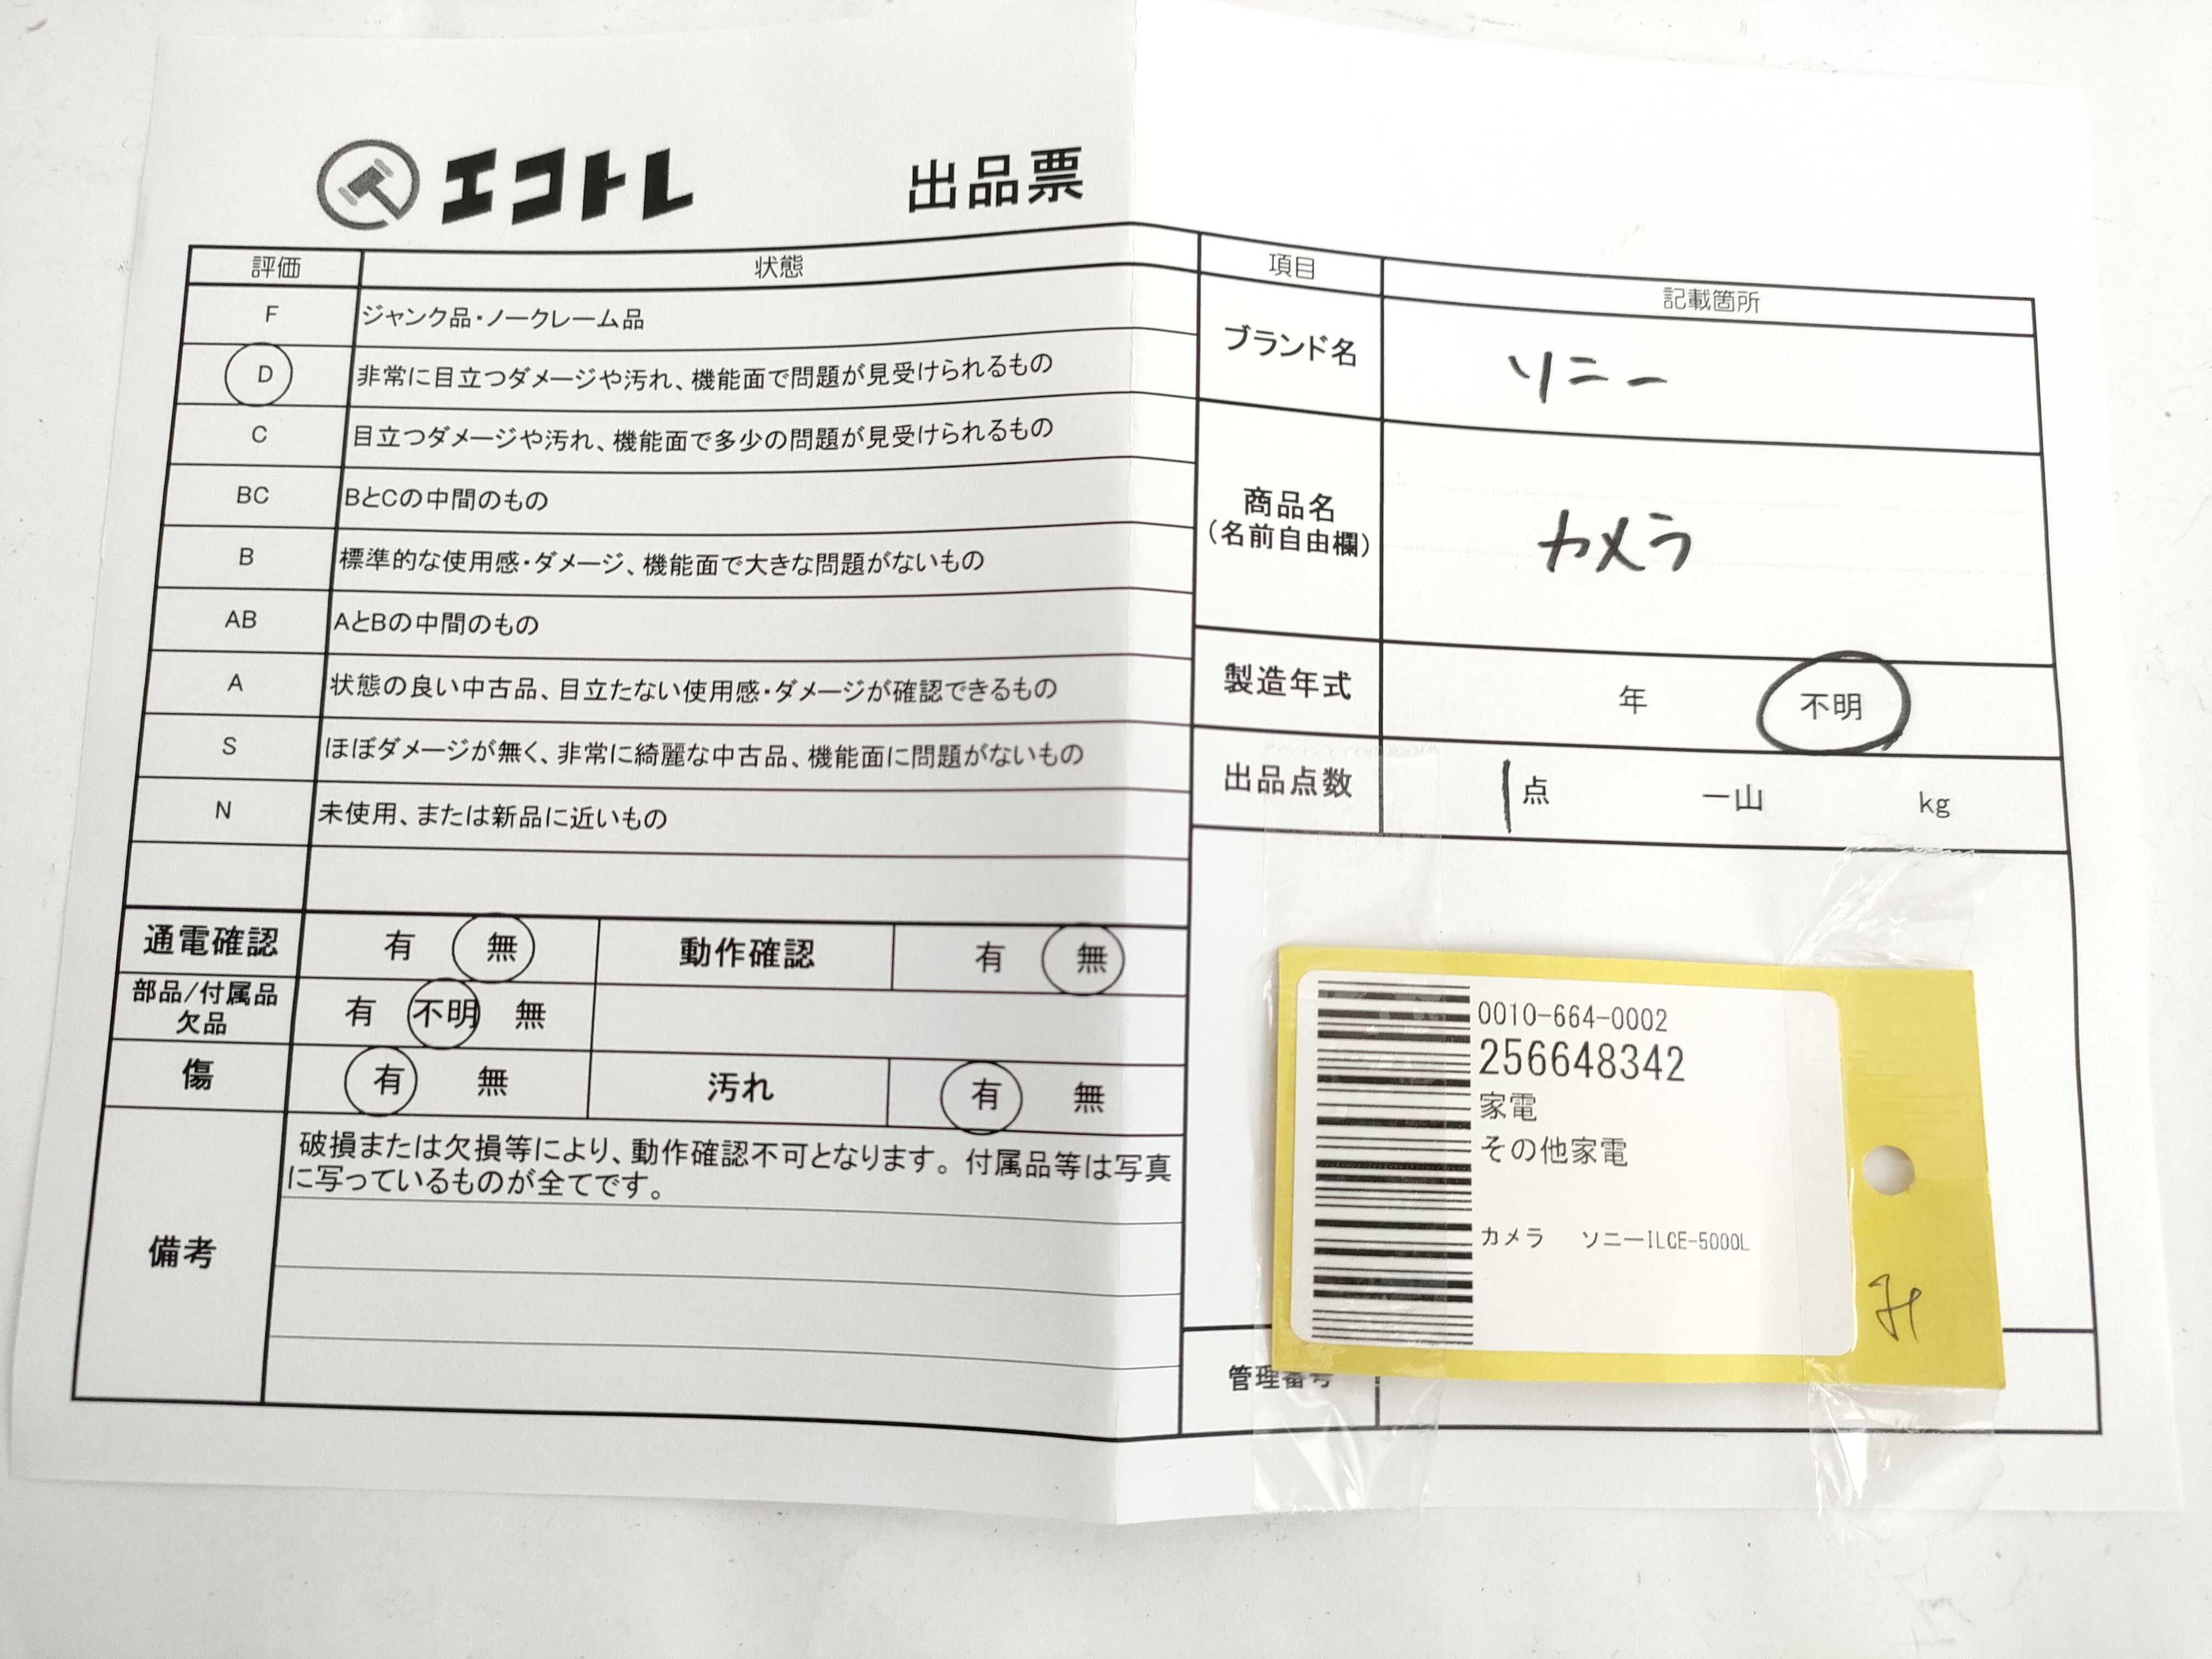 エコトレ 出品票
評価 状態
F ジャンク品・ノークレーム品
D 非常に目立つダメージや汚れ、機能面で問題が見受けられるもの
C 目立つダメージや汚れ、機能面で多少の問題が見受けられるもの
BC BとCの中間のもの
B 標準的な使用感・ダメージ、機能面で大きな問題がないもの
AB AとBの中間のもの
A 状態の良い中古品、目立たない使用感・ダメージが確認できるもの
S ほぼダメージが無く、非常に綺麗な中古品、機能面に問題がないもの
N 未使用、または新品に近いもの
通電確認 有 無 動作確認 有 無
部品/付属品
欠品
有 不明 無
傷 有 無 汚れ 有 無
備考
破損または欠損等により、動作確認不可となります。付属品等は写真
に写っているものが全てです。
項目 記載箇所
ブランド名 ソニー
商品名
(名前自由欄)
カメラ
製造年式 年 不明
出品点数 1点 一山 kg
0010-664-0002
256648342
家電
その他家電
カメラ ソニーILCE-5000L
管理番号